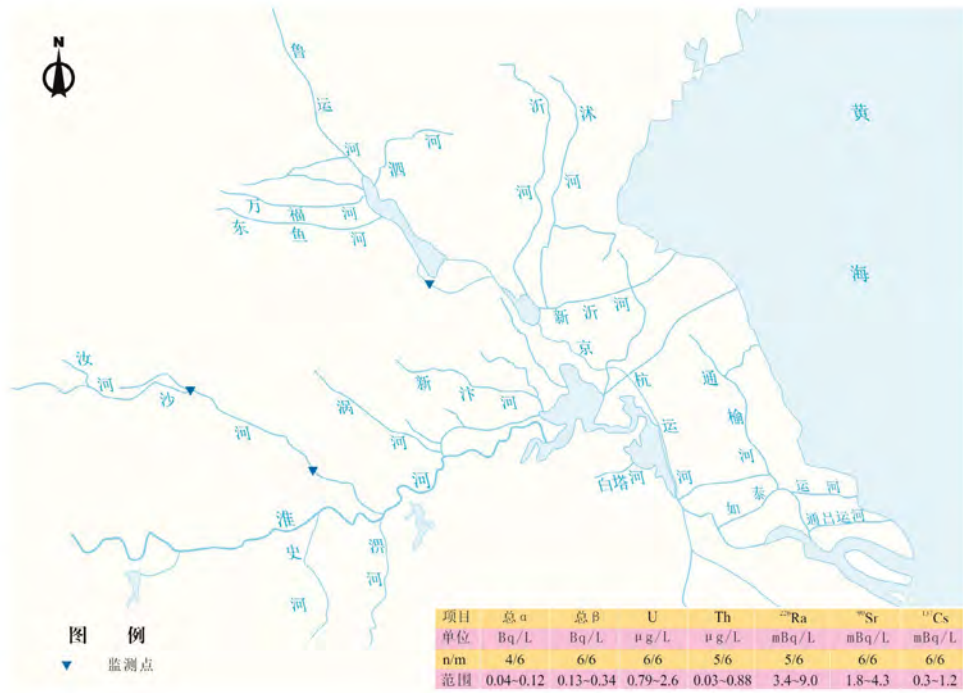 N
鲁运河
泗河
沂河
沭河
黄海
万福河
东鱼河
新沂河
京杭运河
汝河
沙河
涡河
新汴河
通榆河
白塔河
淮河
如泰运河
通吕运河
史河
淠河
图 例
监测点
项目 总α 总β U Th ²²⁶Ra ⁹⁰Sr ¹³⁷Cs
单位 Bq/L Bq/L μg/L μg/L mBq/L mBq/L mBq/L
n/m 4/6 6/6 6/6 5/6 5/6 6/6 6/6
范围 0.04~0.12 0.13~0.34 0.79~2.6 0.03~0.88 3.4~9.0 1.8~4.3 0.3~1.2